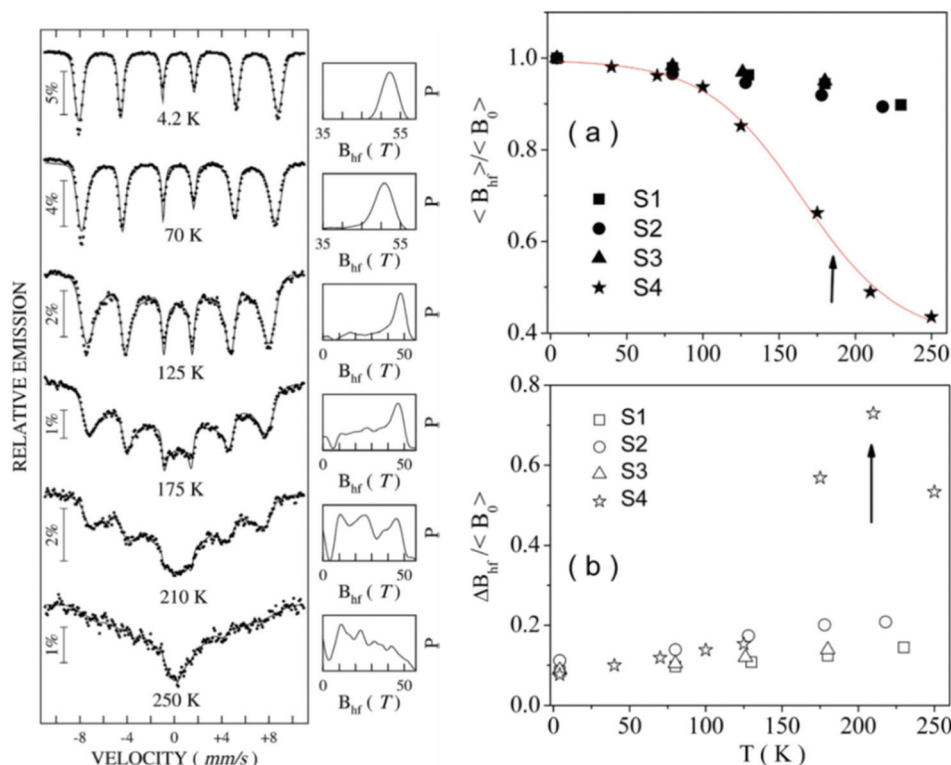 RELATIVE EMISSION
5%
4.2 K
35 55
B_hf ( T )
P
4%
70 K
35 55
B_hf ( T )
P
2%
125 K
0 50
B_hf ( T )
P
1%
175 K
0 50
B_hf ( T )
P
2%
210 K
0 50
B_hf ( T )
P
1%
250 K
0 50
B_hf ( T )
P
-8 -4 0 +4 +8
VELOCITY ( mm/s )
< B_hf >/< B_0 >
1.0
0.8
0.6
0.4
( a )
S1
S2
S3
S4
0 50 100 150 200 250
ΔB_hf /< B_0 >
0.8
0.6
0.4
0.2
0.0
S1
S2
S3
S4
( b )
0 50 100 150 200 250
T ( K )